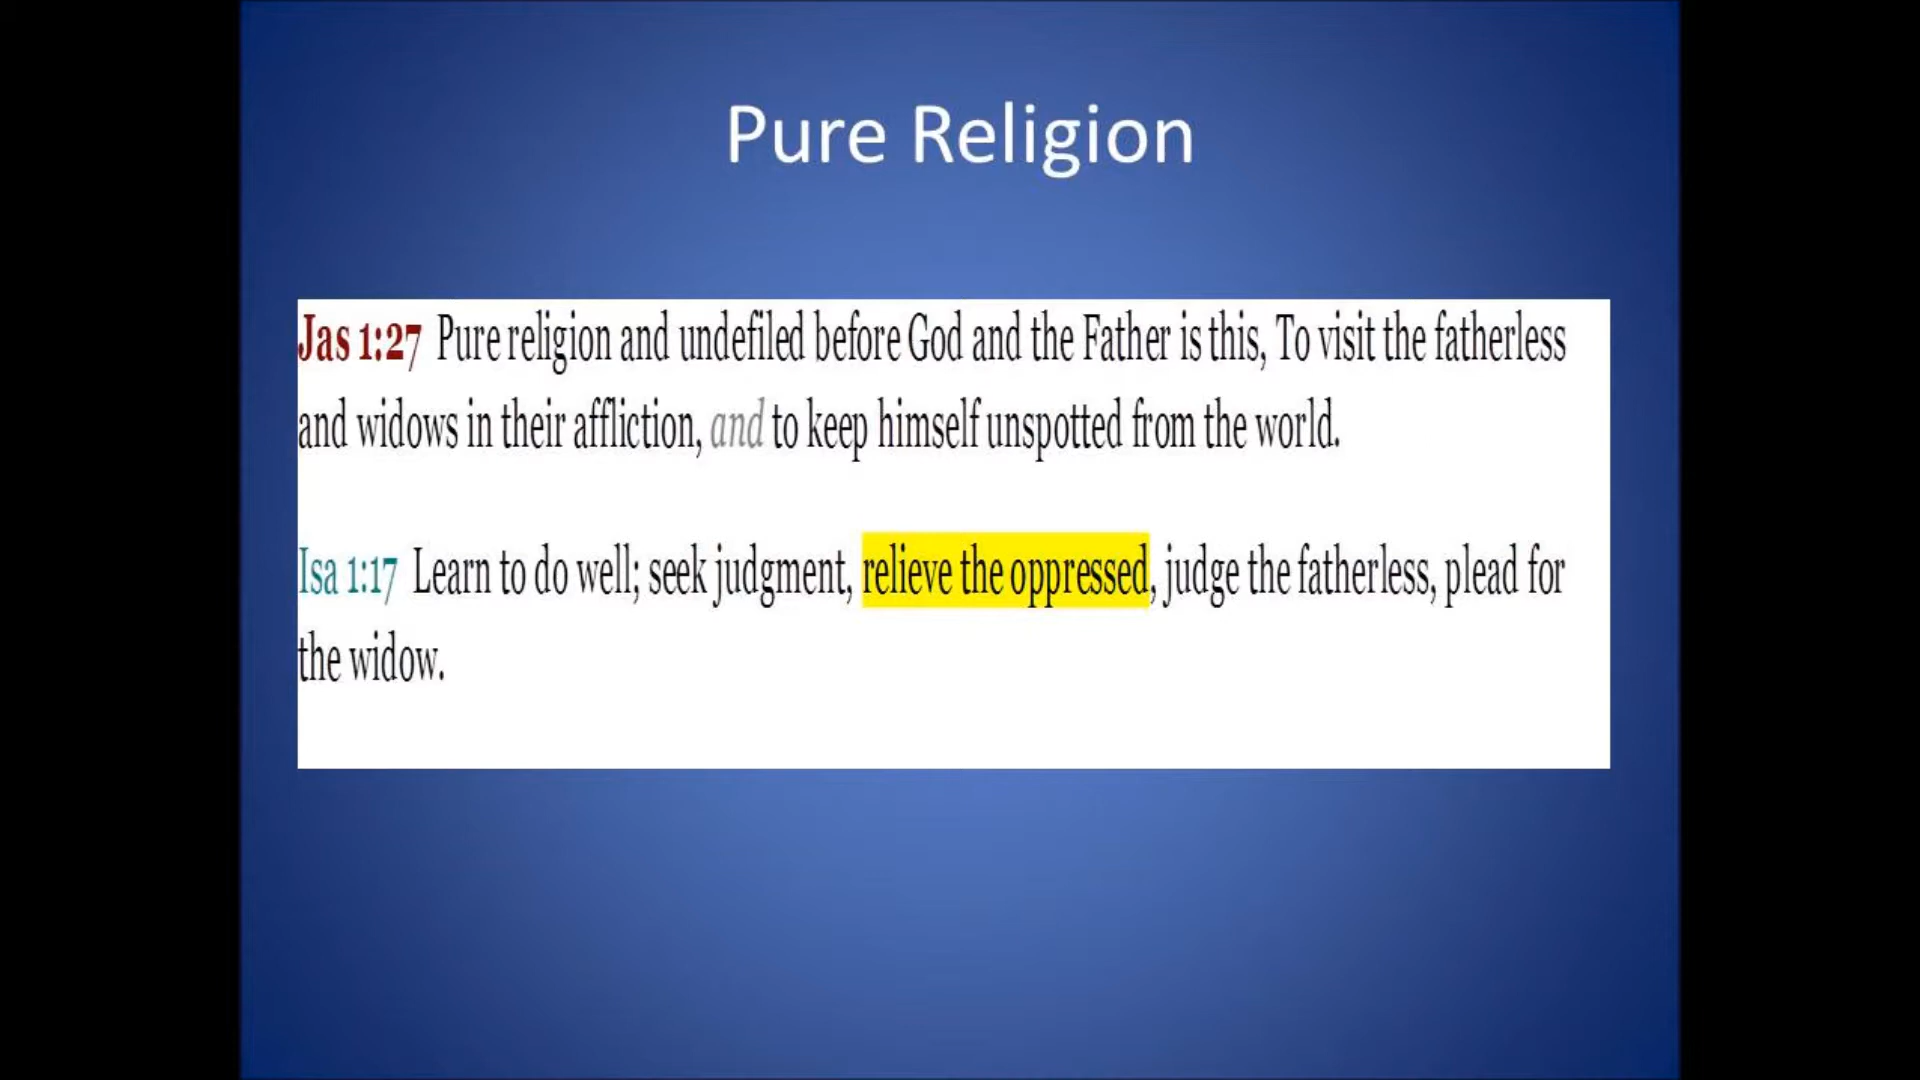 Pure Religion
Jas 1:27 Pure religion and undefiled before God and the Father is this, To visit the fatherless
and widows in their affliction, and to keep himself unspotted from the world.
Isa 1:17 Learn to do well; seek judgment, relieve the oppressed, judge the fatherless, plead for
the widow.